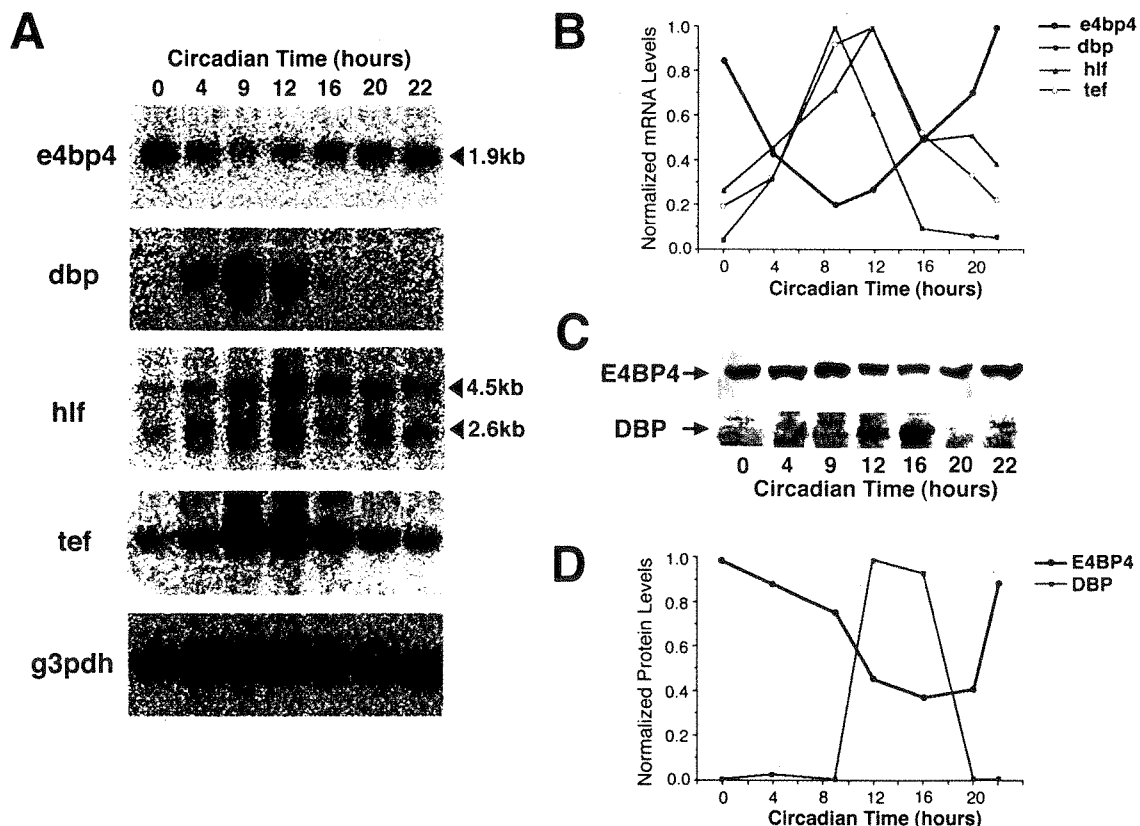 A
Circadian Time (hours)
0 4 9 12 16 20 22
e4bp4
1.9kb
dbp
hlf
4.5kb
2.6kb
tef
g3pdh
B
Normalized mRNA Levels
1.0
0.8
0.6
0.4
0.2
0.0
0 4 8 12 16 20
Circadian Time (hours)
e4bp4
dbp
hlf
tef
C
E4BP4
DBP
0 4 9 12 16 20 22
Circadian Time (hours)
D
Normalized Protein Levels
1.0
0.8
0.6
0.4
0.2
0.0
0 4 8 12 16 20
Circadian Time (hours)
E4BP4
DBP